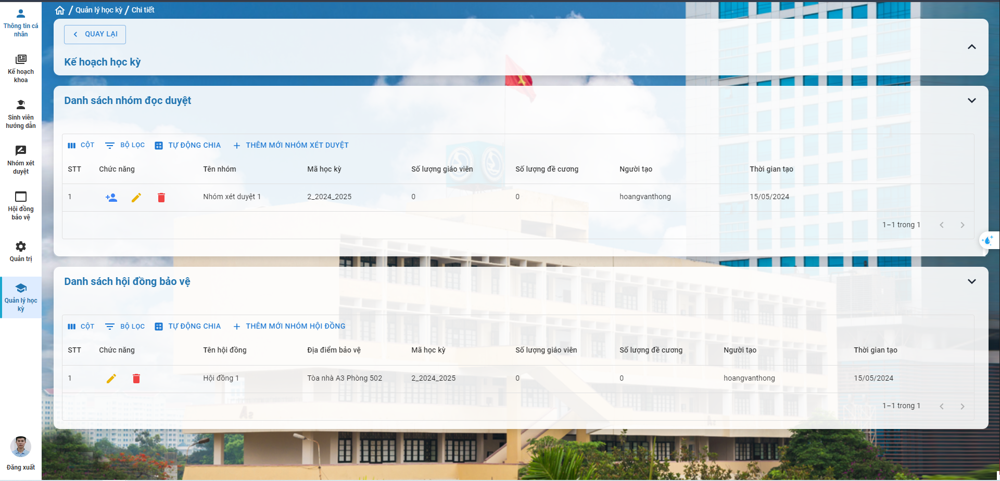 / Quản lý học kỳ / Chi tiết
Thông tin cá
nhân
Kế hoạch
khoa
Sinh viên
hướng dẫn
Nhóm xét
duyệt
Hội đồng
bảo vệ
Quản trị
Quản lý học
kỳ
Đăng xuất
QUAY LẠI
Kế hoạch học kỳ
Danh sách nhóm đọc duyệt
CỘT BỘ LỌC TỰ ĐỘNG CHIA THÊM MỚI NHÓM XÉT DUYỆT
STT Chức năng Tên nhóm Mã học kỳ Số lượng giáo viên Số lượng đề cương Người tạo Thời gian tạo
1 Nhóm xét duyệt 1 2_2024_2025 0 0 hoangvanthong 15/05/2024
1–1 trong 1
Danh sách hội đồng bảo vệ
CỘT BỘ LỌC TỰ ĐỘNG CHIA THÊM MỚI NHÓM HỘI ĐỒNG
STT Chức năng Tên hội đồng Địa điểm bảo vệ Mã học kỳ Số lượng giáo viên Số lượng đề cương Người tạo Thời gian tạo
1 Hội đồng 1 Tòa nhà A3 Phòng 502 2_2024_2025 0 0 hoangvanthong 15/05/2024
1–1 trong 1